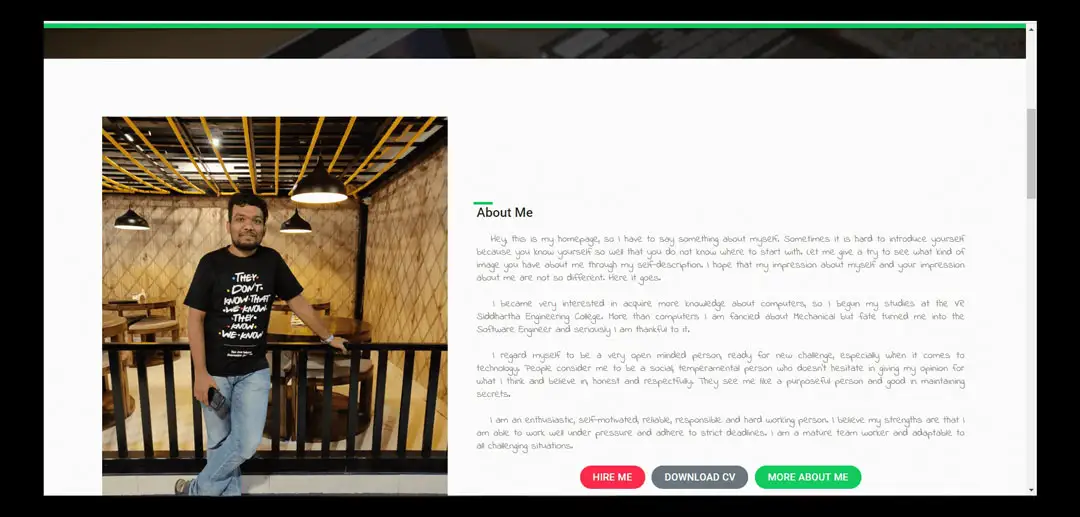 THEY
DON'T
KNOW THAT
WE KNOW
THEY
KNOW
WE KNOW
About Me
Hey, this is my homepage, so I have to say something about myself. Sometimes it is hard to introduce yourself
because you know yourself so well that you do not know where to start with. Let me give a try to see what kind of
image you have about me through my self-description. I hope that my impression about myself and your impression
about me are not so different. Here it goes.
I became very interested in acquire more knowledge about computers, so I begun my studies at the VR
Siddhartha Engineering College. More than computers I am fancied about Mechanical but fate turned me into the
Software Engineer and seriously I am thankful to it.
I regard myself to be a very open minded person, ready for new challenge, especially when it comes to
technology. People consider me to be a social, temperamental person who doesn't hesitate in giving my opinion for
what I think and believe in, honest and respectfully. They see me like a purposeful person and good in maintaining
secrets.
I am an enthusiastic, self-motivated, reliable, responsible and hard working person. I believe my strengths are that I
am able to work well under pressure and adhere to strict deadlines. I am a mature team worker and adaptable to
all challenging situations.
HIRE ME
DOWNLOAD CV
MORE ABOUT ME